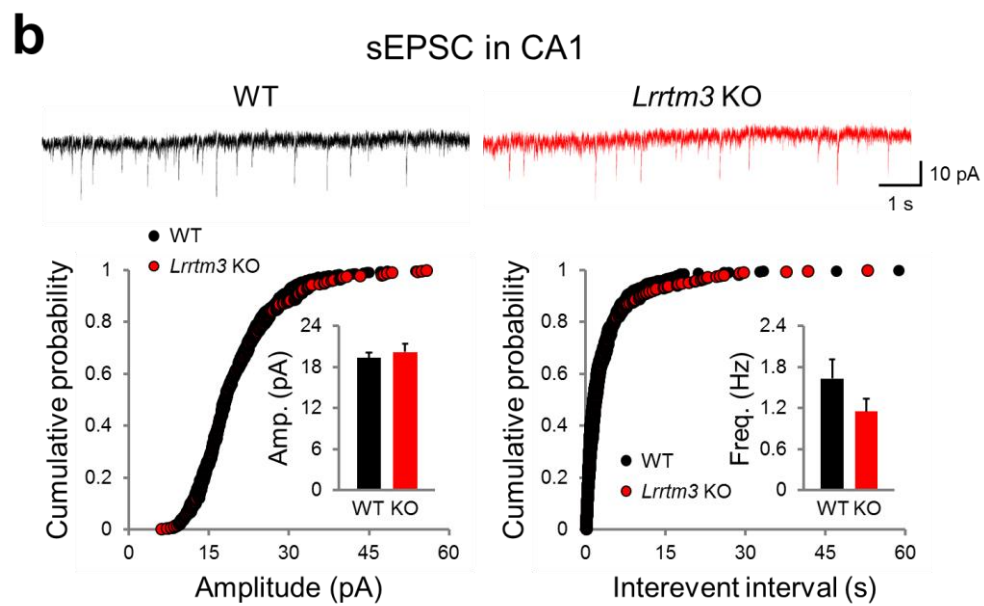 b
sEPSC in CA1
WT
Lrrtm3 KO
10 pA
1 s
WT
Lrrtm3 KO
Cumulative probability
1
0.8
0.6
0.4
0.2
0
0
15
30
45
60
Amplitude (pA)
Amp. (pA)
24
18
12
6
0
WT KO
Cumulative probability
1
0.8
0.6
0.4
0.2
0
0
15
30
45
60
Interevent interval (s)
WT
Lrrtm3 KO
Freq. (Hz)
2.4
1.8
1.2
0.6
0
WT KO